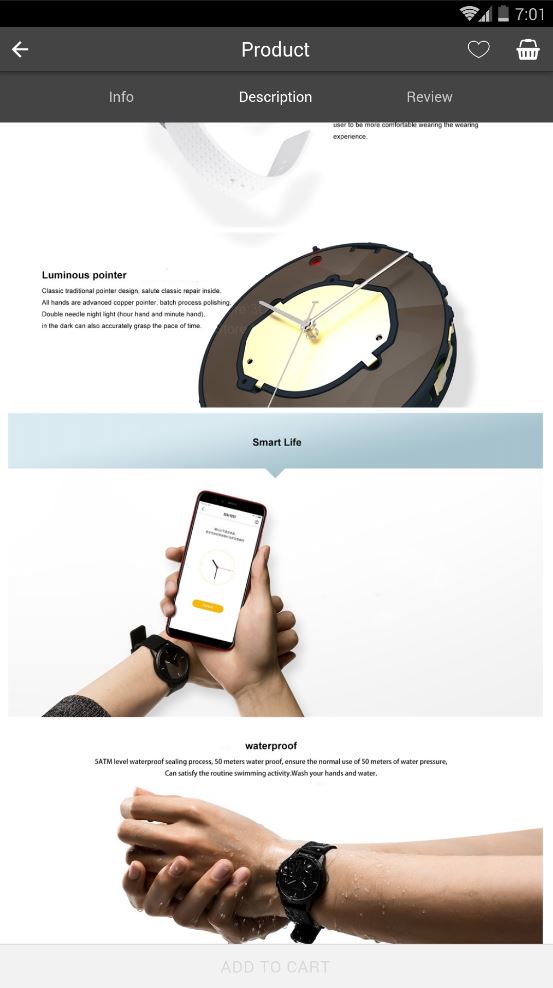 7:01
Product
Info Description Review
user to be more comfortable wearing the wearing
experience.
Luminous pointer
Classic traditional pointer design, salute classic repair inside.
All hands are advanced copper pointer, batch process polishing,
Double needle night light (hour hand and minute hand),
in the dark can also accurately grasp the pace of time.
Smart Life
waterproof
5ATM level waterproof sealing process, 50 meters water proof, ensure the normal use of 50 meters of water pressure,
Can satisfy the routine swimming activity.Wash your hands and water.
ADD TO CART